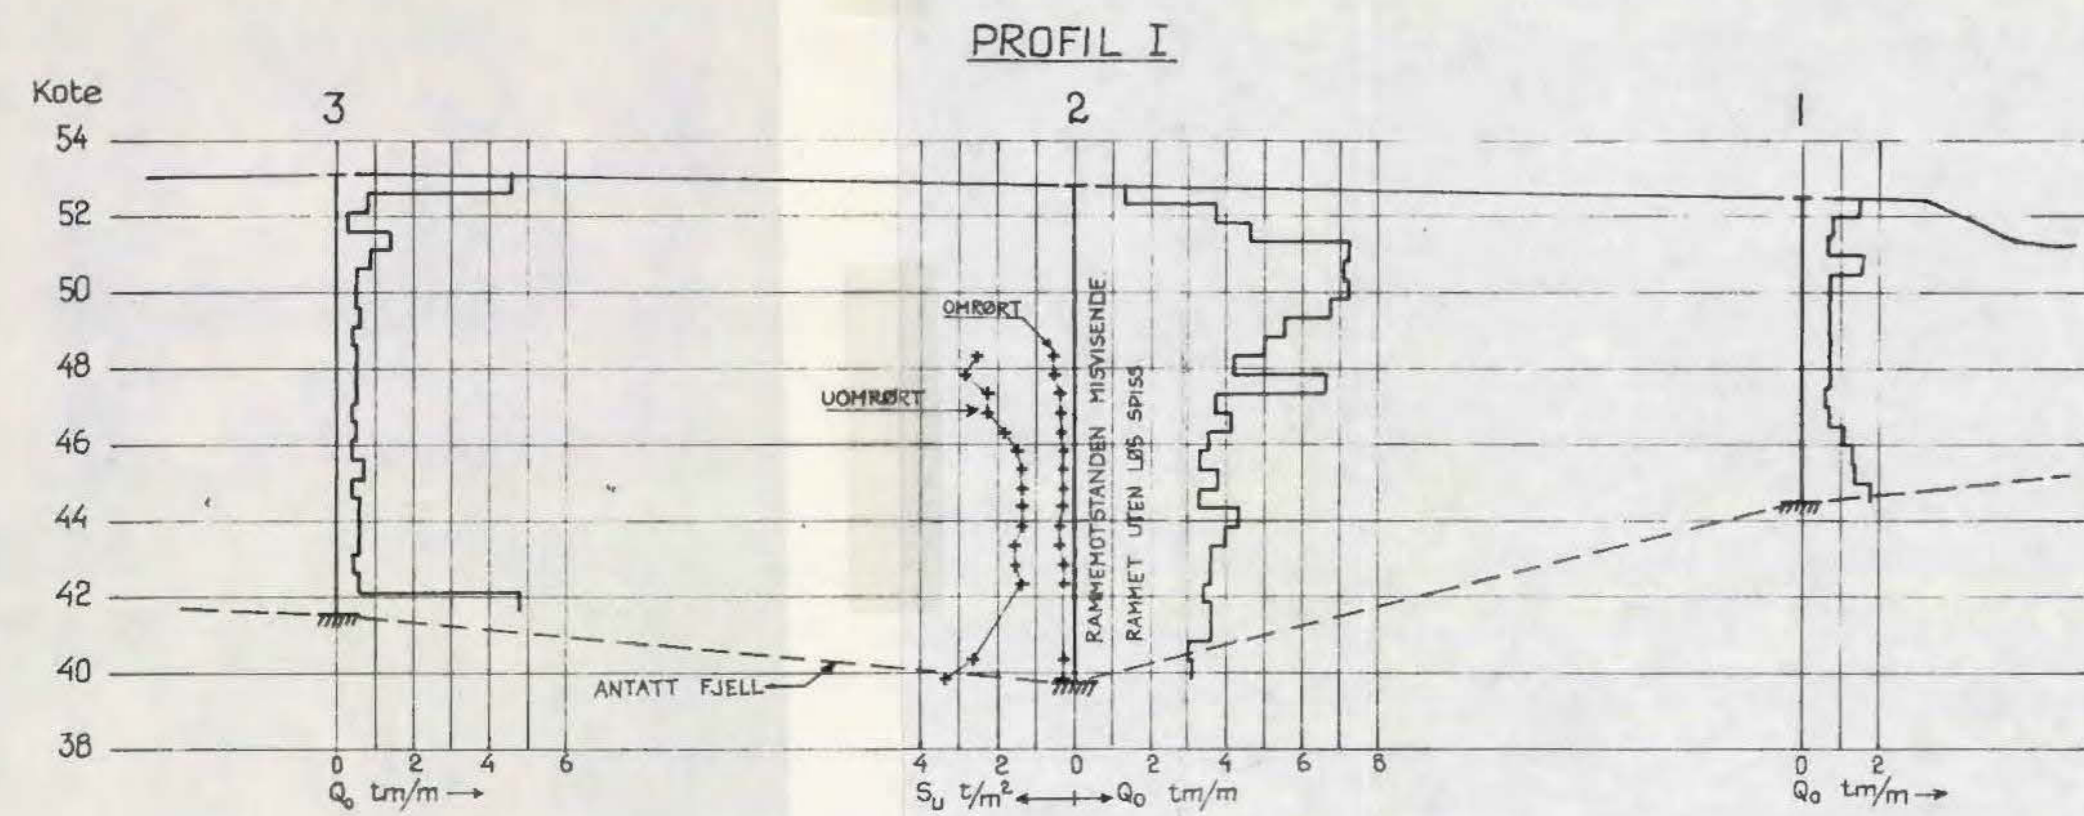 PROFIL I
Kote
3
2
1
54
52
50
48
46
44
42
40
38
OMRØRT
UOMRØRT
RAMMEMOTSTANDEN MISVISENDE.
RAMMET UTEN LØS SPISS
ANTATT FJELL
0 2 4 6
4 2 0 2 4 6 8
0 2
Q₀ tm/m →
Sᵤ t/m² ←→ Q₀ tm/m
Q₀ tm/m →